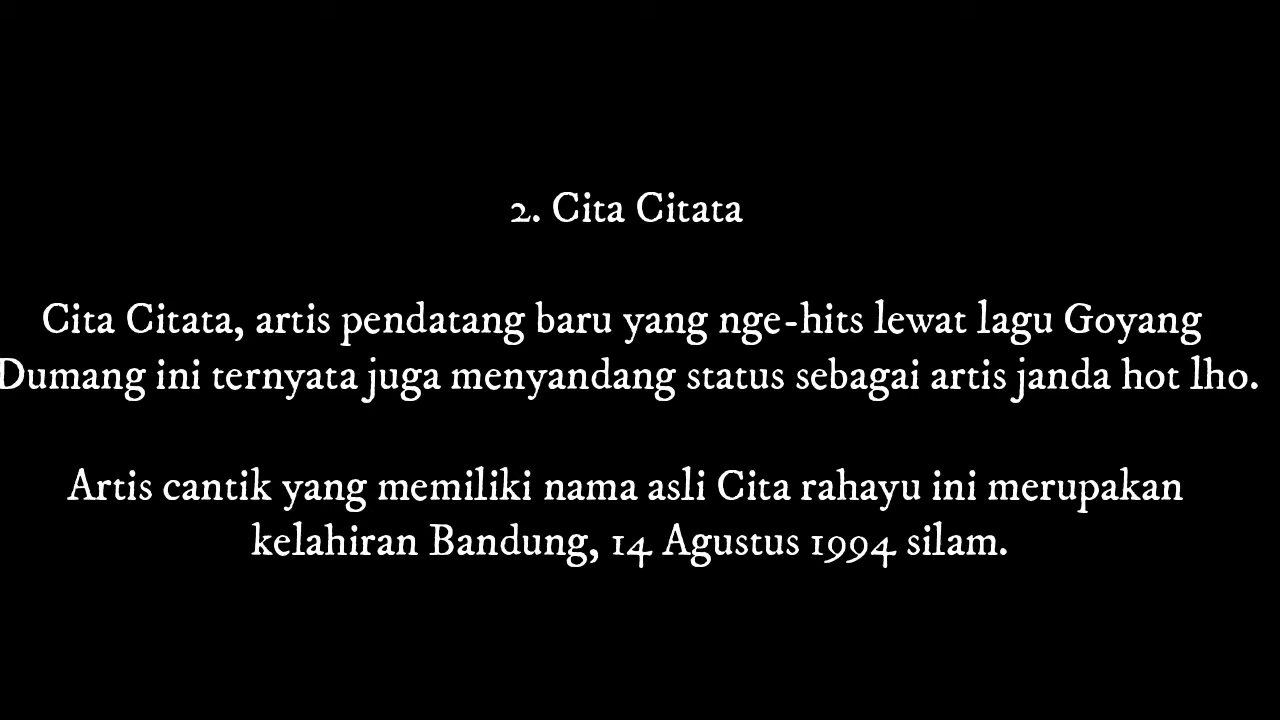 2. Cita Citata
Cita Citata, artis pendatang baru yang nge-hits lewat lagu Goyang
Dumang ini ternyata juga menyandang status sebagai artis janda hot lho.
Artis cantik yang memiliki nama asli Cita rahayu ini merupakan
kelahiran Bandung, 14 Agustus 1994 silam.